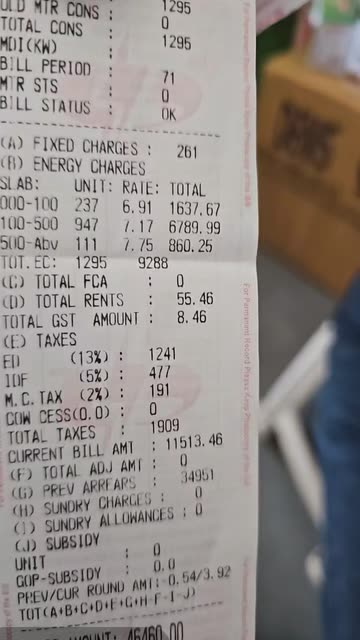 OLD MTR CONS : 1295
TOTAL CONS : 0
MDI(KW) : 1295
BILL PERIOD : 71
MTR STS : 0
BILL STATUS : OK
(A) FIXED CHARGES : 261
(B) ENERGY CHARGES
SLAB: UNIT: RATE: TOTAL
000-100 237 6.91 1637.67
100-500 947 7.17 6789.99
500-Abv 111 7.75 860.25
TOT.EC: 1295 9288
(C) TOTAL FCA : 0
(D) TOTAL RENTS : 55.46
TOTAL GST AMOUNT : 8.46
(E) TAXES
ED (13%) : 1241
IDF (5%) : 477
M.C.TAX (2%) : 191
COW CESS(0.0) : 0
TOTAL TAXES : 1909
CURRENT BILL AMT : 11513.46
(F) TOTAL ADJ AMT : 0
(G) PREV ARREARS : 34951
(H) SUNDRY CHARGES : 0
(I) SUNDRY ALLOWANCES : 0
(J) SUBSIDY
UNIT : 0
GOP-SUBSIDY : 0.0
PREV/CUR ROUND AMT:-0.54/3.92
TOT(A+B+C+D+E+G+H-F-I-J)
AMOUNT: 46460.00